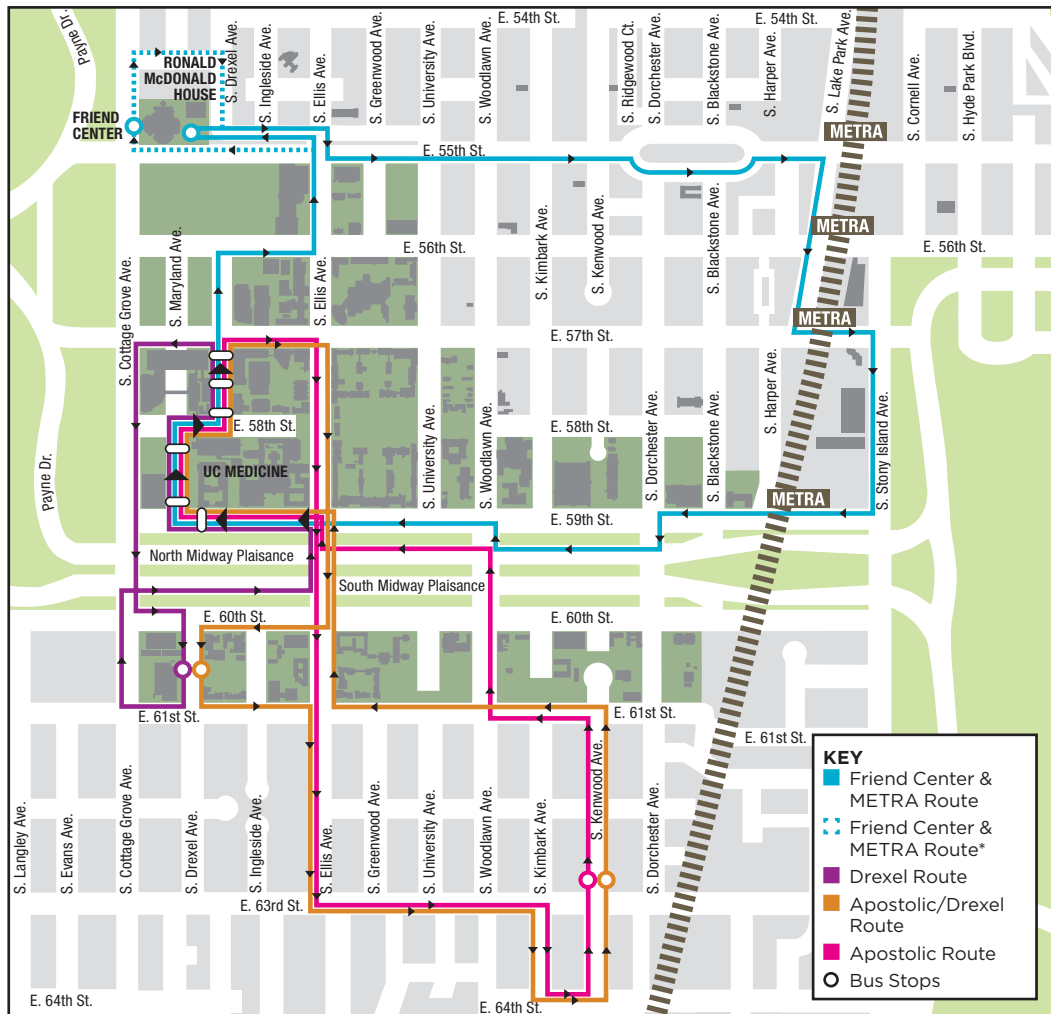 Payne Dr.
E. 54th St.
E. 54th St.
S. Drexel Ave.
S. Ingleside Ave.
S. Ellis Ave.
S. Greenwood Ave.
S. University Ave.
S. Woodlawn Ave.
S. Ridgewood Ct.
S. Dorchester Ave.
S. Blackstone Ave.
S. Harper Ave.
S. Lake Park Ave.
S. Cornell Ave.
S. Hyde Park Blvd.
RONALD
McDONALD
HOUSE
FRIEND
CENTER
METRA
E. 55th St.
METRA
S. Cottage Grove Ave.
S. Maryland Ave.
S. Ellis Ave.
E. 56th St.
S. Kimbark Ave.
S. Kenwood Ave.
S. Blackstone Ave.
E. 56th St.
METRA
E. 57th St.
E. 58th St.
S. University Ave.
S. Woodlawn Ave.
E. 58th St.
S. Dorchester Ave.
S. Blackstone Ave.
S. Harper Ave.
S. Stony Island Ave.
UC MEDICINE
Payne Dr.
METRA
E. 59th St.
North Midway Plaisance
South Midway Plaisance
E. 60th St.
E. 60th St.
E. 61st St.
E. 61st St.
E. 61st St.
S. Langley Ave.
S. Evans Ave.
S. Cottage Grove Ave.
S. Drexel Ave.
S. Ingleside Ave.
S. Ellis Ave.
S. Greenwood Ave.
S. University Ave.
S. Woodlawn Ave.
S. Kimbark Ave.
S. Kenwood Ave.
S. Dorchester Ave.
E. 63rd St.
E. 64th St.
E. 64th St.
KEY
Friend Center &
METRA Route
Friend Center &
METRA Route*
Drexel Route
Apostolic/Drexel
Route
Apostolic Route
Bus Stops